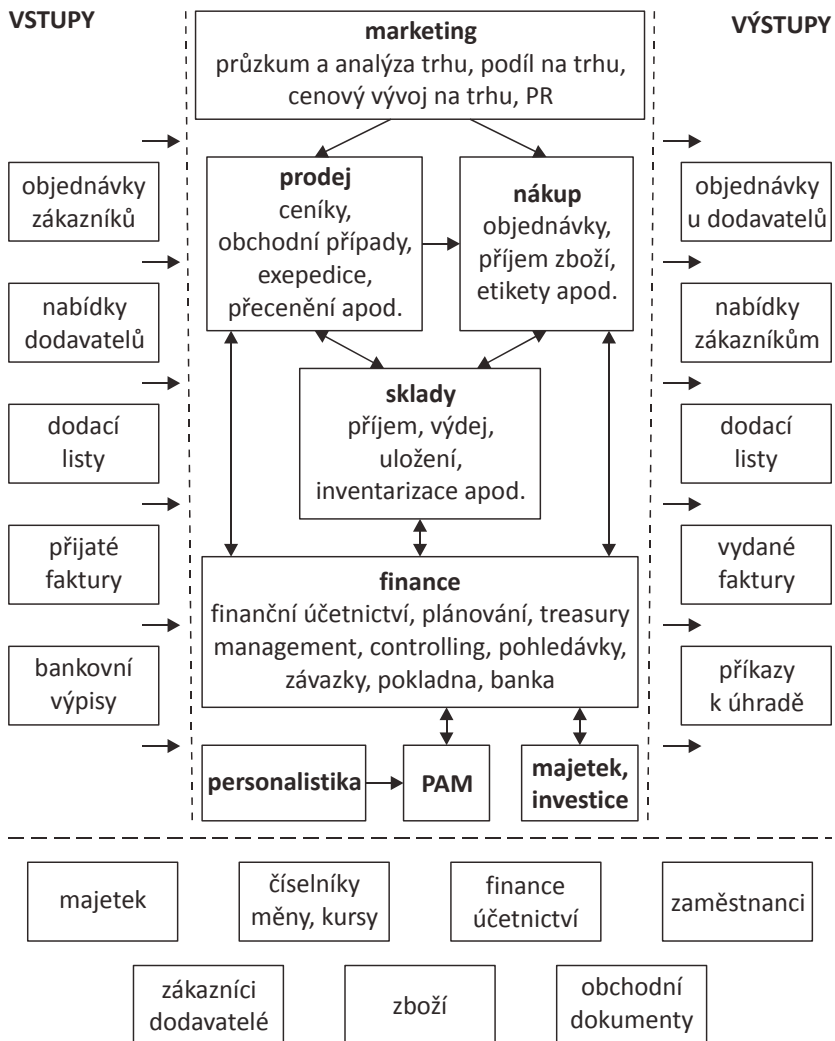 VSTUPY
VÝSTUPY
marketing
průzkum a analýza trhu, podíl na trhu,
cenový vývoj na trhu, PR
prodej
ceníky,
obchodní případy,
exepedice,
přecenění apod.
nákup
objednávky,
příjem zboží,
etikety apod.
objednávky
zákazníků
objednávky
u dodavatelů
nabídky
dodavatelů
nabídky
zákazníkům
sklady
příjem, výdej,
uložení,
inventarizace apod.
dodací
listy
dodací
listy
přijaté
faktury
vydané
faktury
finance
finanční účetnictví, plánování, treasury
management, controlling, pohledávky,
závazky, pokladna, banka
bankovní
výpisy
příkazy
k úhradě
personalistika
PAM
majetek,
investice
majetek
číselníky
měny, kursy
finance
účetnictví
zaměstnanci
zákazníci
dodavatelé
zboží
obchodní
dokumenty